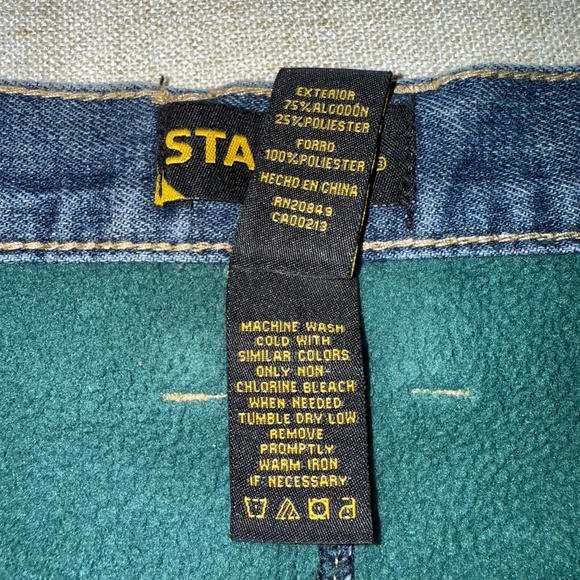 STA
®
EXTERIOR
75%ALGODÓN
25%POLIESTER
FORRO
100%POLIESTER
HECHO EN CHINA
RN20849
CA00213
MACHINE WASH
COLD WITH
SIMILAR COLORS
ONLY NON-
CHLORINE BLEACH
WHEN NEEDED
TUMBLE DRY LOW
REMOVE
PROMPTLY
WARM IRON
IF NECESSARY